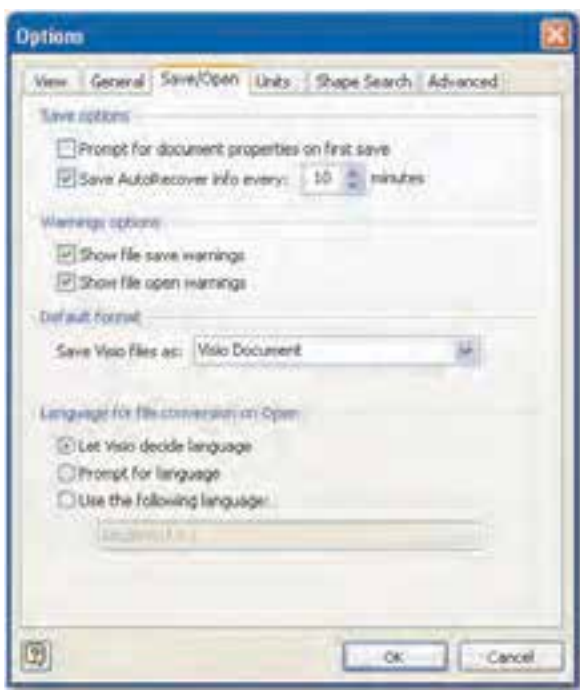 Options
View General Save/Open Units Shape Search Advanced
Save options
Prompt for document properties on first save
Save AutoRecover info every: 10 minutes
Warnings options
Show file save warnings
Show file open warnings
Default format
Save Visio files as: Visio Document
Language for file conversion on Open
Let Visio decide language
Prompt for language
Use the following language:
OK Cancel